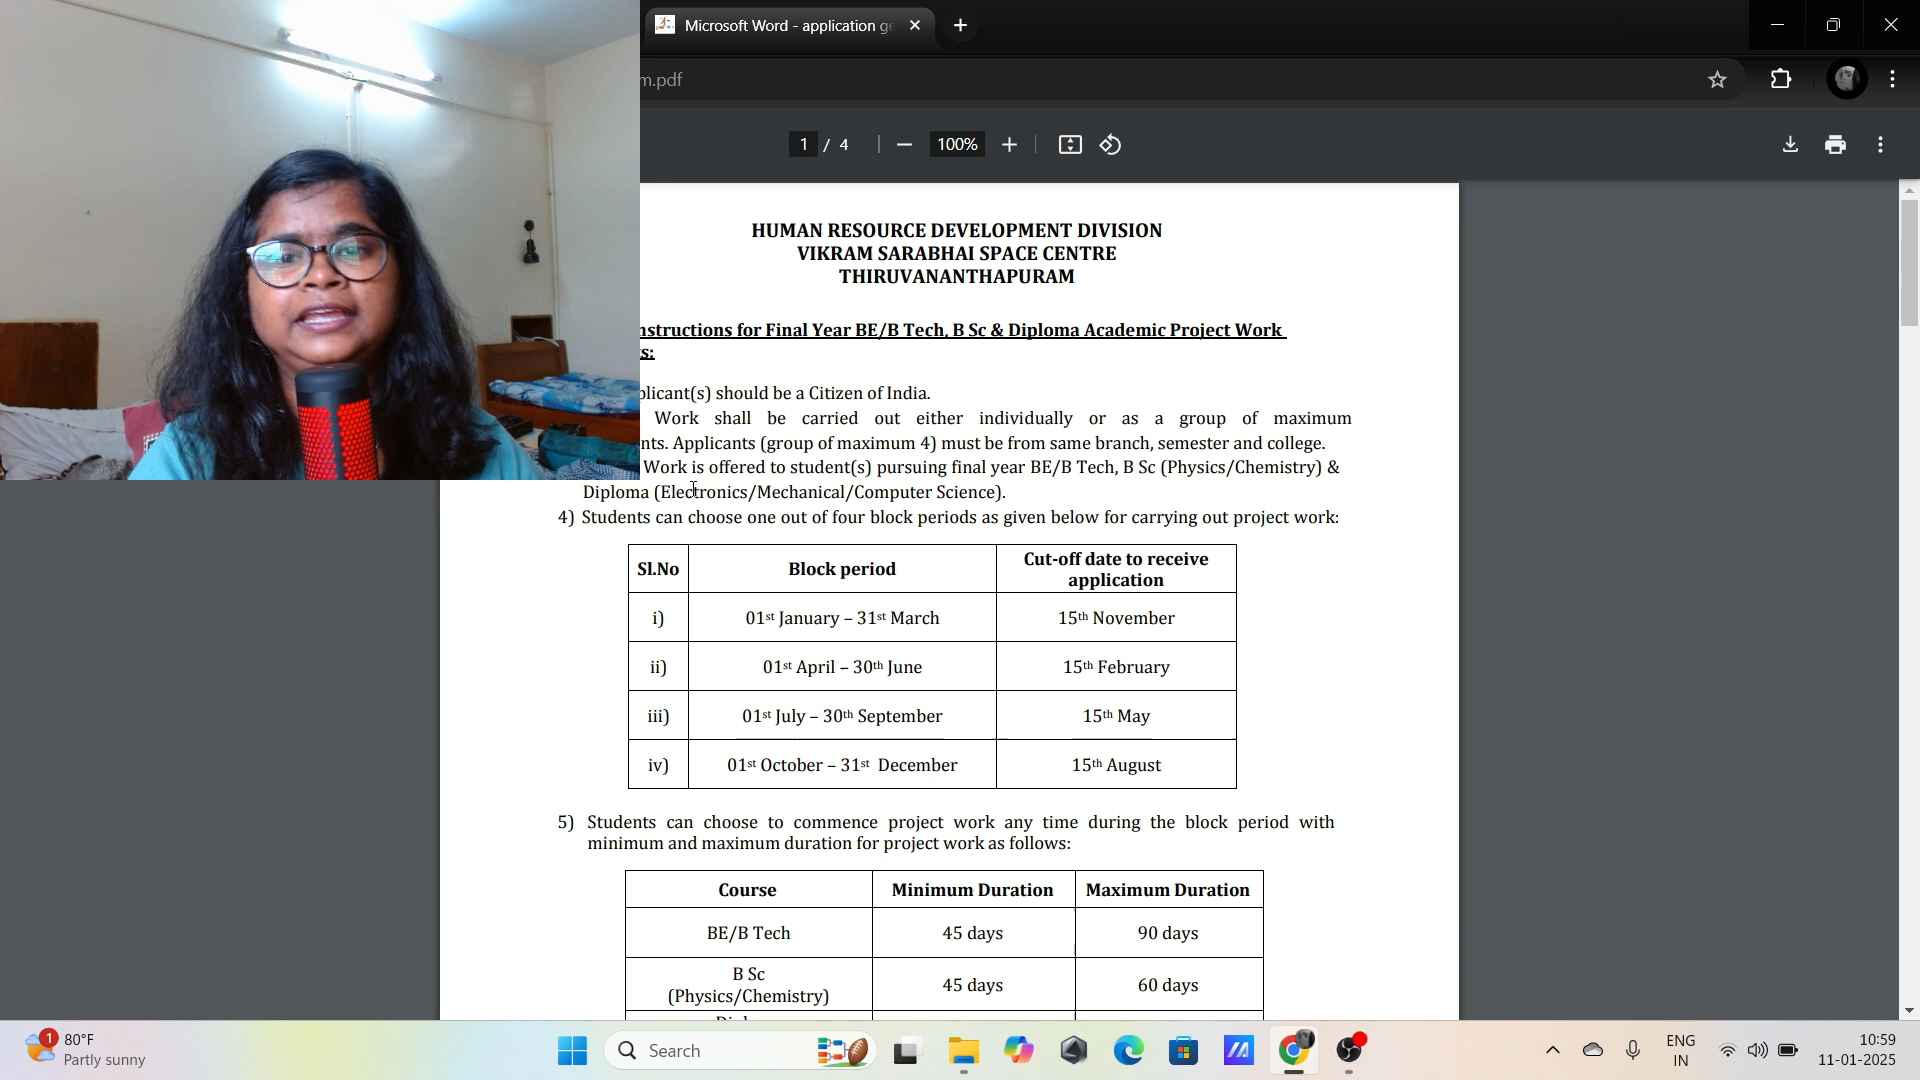 Microsoft Word - application ge
m.pdf
1 / 4
100%
HUMAN RESOURCE DEVELOPMENT DIVISION
VIKRAM SARABHAI SPACE CENTRE
THIRUVANANTHAPURAM
nstructions for Final Year BE/B Tech, B Sc & Diploma Academic Project Work
s:
plicant(s) should be a Citizen of India.
Work shall be carried out either individually or as a group of maximum
nts. Applicants (group of maximum 4) must be from same branch, semester and college.
Work is offered to student(s) pursuing final year BE/B Tech, B Sc (Physics/Chemistry) &
Diploma (Electronics/Mechanical/Computer Science).
4) Students can choose one out of four block periods as given below for carrying out project work:
Sl.No Block period Cut-off date to receive application
i) 01st January – 31st March 15th November
ii) 01st April – 30th June 15th February
iii) 01st July – 30th September 15th May
iv) 01st October – 31st December 15th August
5) Students can choose to commence project work any time during the block period with
minimum and maximum duration for project work as follows:
Course Minimum Duration Maximum Duration
BE/B Tech 45 days 90 days
B Sc
(Physics/Chemistry) 45 days 60 days
1
80°F
Partly sunny
Search
ENG
IN
10:59
11-01-2025